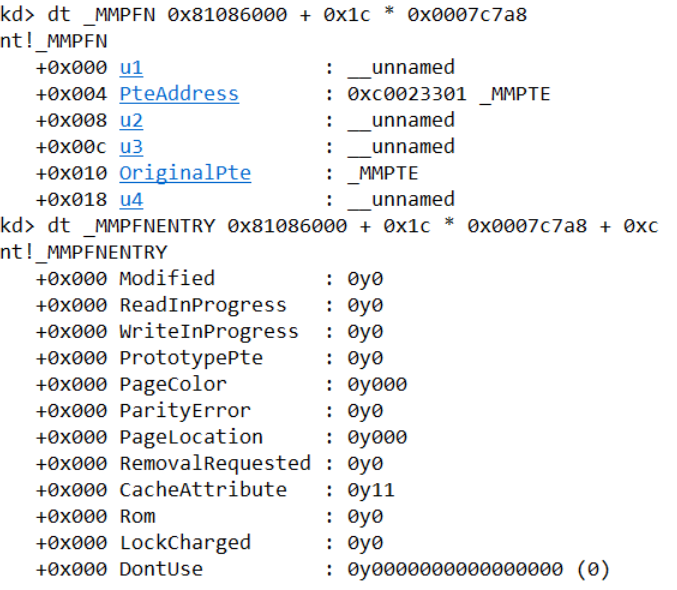 kd> dt _MMPFN 0x81086000 + 0x1c * 0x0007c7a8
nt!_MMPFN
+0x000 u1 : __unnamed
+0x004 PteAddress : 0xc0023301 _MMPTE
+0x008 u2 : __unnamed
+0x00c u3 : __unnamed
+0x010 OriginalPte : _MMPTE
+0x018 u4 : __unnamed
kd> dt _MMPFNENTRY 0x81086000 + 0x1c * 0x0007c7a8 + 0xc
nt!_MMPFNENTRY
+0x000 Modified : 0y0
+0x000 ReadInProgress : 0y0
+0x000 WriteInProgress : 0y0
+0x000 PrototypePte : 0y0
+0x000 PageColor : 0y000
+0x000 ParityError : 0y0
+0x000 PageLocation : 0y000
+0x000 RemovalRequested : 0y0
+0x000 CacheAttribute : 0y11
+0x000 Rom : 0y0
+0x000 LockCharged : 0y0
+0x000 DontUse : 0y0000000000000000 (0)